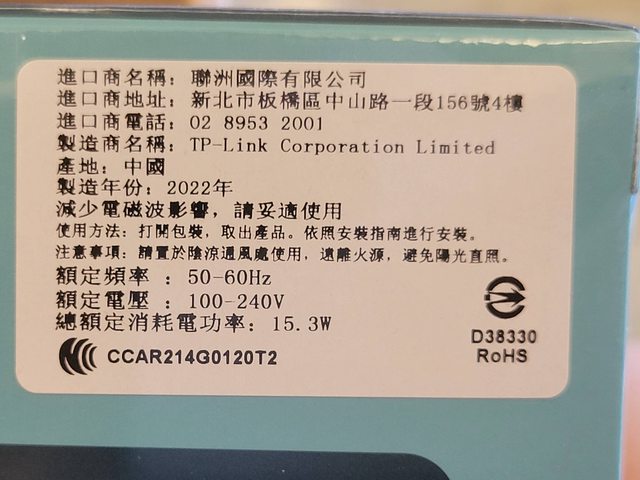 進口商名稱：聯洲國際有限公司
進口商地址：新北市板橋區中山路一段156號4樓
進口商電話：02 8953 2001
製造商名稱：TP-Link Corporation Limited
產地：中國
製造年份：2022年
減少電磁波影響，請妥適使用
使用方法：打開包裝，取出產品。依照安裝指南進行安裝。
注意事項：請置於陰涼通風處使用，遠離火源，避免陽光直照。
額定頻率 ：50-60Hz
額定電壓 ：100-240V
總額定消耗電功率：15.3W
CCAR214G0120T2
D38330
RoHS